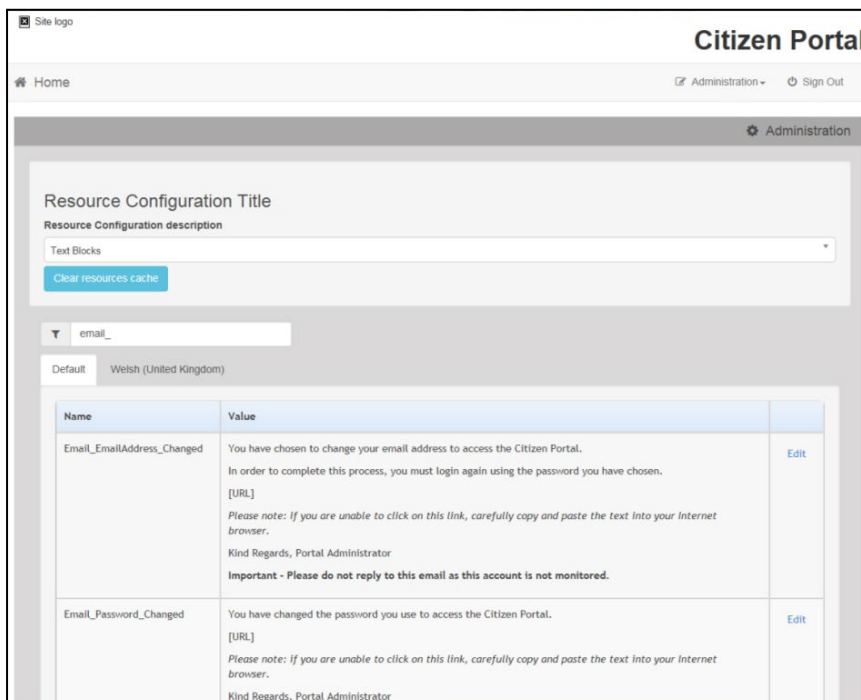 Site logo
Citizen Portal
Home
Administration
Sign Out
Administration
Resource Configuration Title
Resource Configuration description
Text Blocks
Clear resources cache
email_
Default
Welsh (United Kingdom)
Name
Value
Email_EmailAddress_Changed
You have chosen to change your email address to access the Citizen Portal.
Edit
In order to complete this process, you must login again using the password you have chosen.
[URL]
Please note: if you are unable to click on this link, carefully copy and paste the text into your Internet
browser.
Kind Regards, Portal Administrator
Important - Please do not reply to this email as this account is not monitored.
Email_Password_Changed
You have changed the password you use to access the Citizen Portal.
Edit
[URL]
Please note: if you are unable to click on this link, carefully copy and paste the text into your Internet
browser.
Kind Regards, Portal Administrator